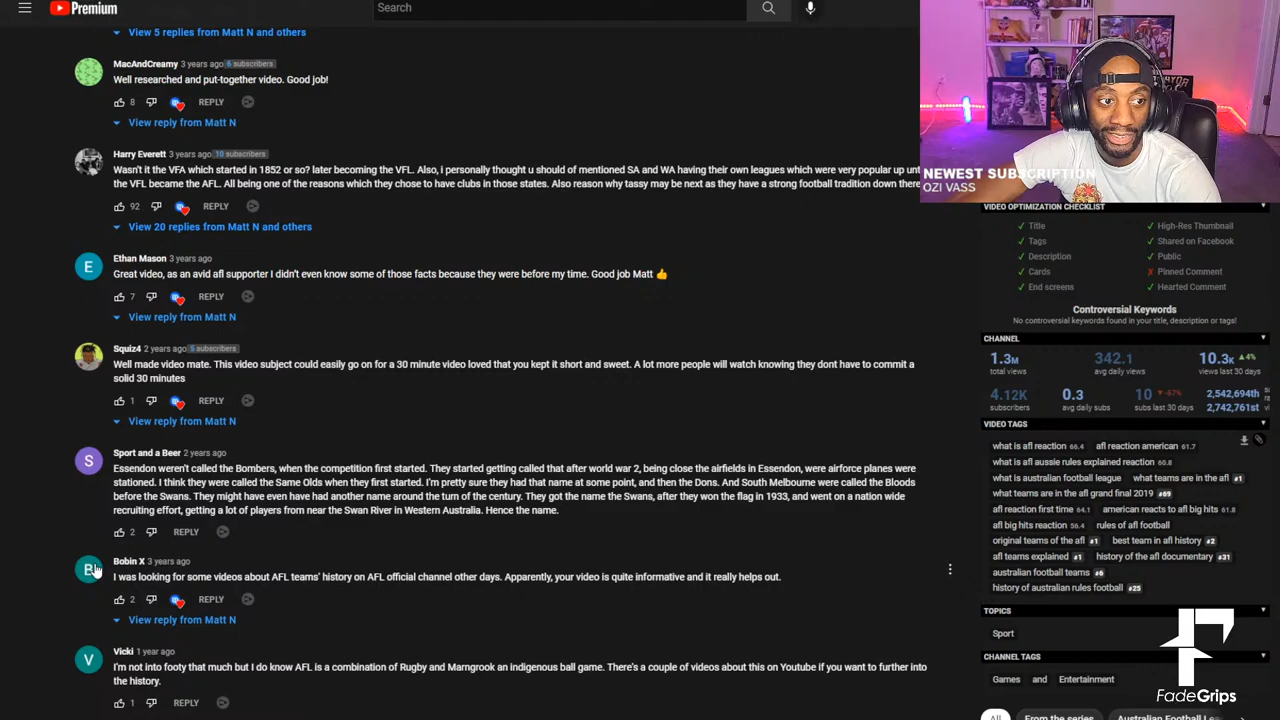 Premium
Search
View 5 replies from Matt N and others
MacAndCreamy 3 years ago 6 subscribers
Well researched and put-together video. Good job!
8 REPLY
View reply from Matt N
Harry Everett 3 years ago 10 subscribers
Wasn't it the VFA which started in 1852 or so? later becoming the VFL. Also, i personally thought u should of mentioned SA and WA having their own leagues which were very popular up unt
the VFL became the AFL. All being one of the reasons which they chose to have clubs in those states. Also reason why tassy may be next as they have a strong football tradition down there
92 REPLY
View 20 replies from Matt N and others
E
Ethan Mason 3 years ago
Great video, as an avid afl supporter I didn't even know some of those facts because they were before my time. Good job Matt 👍
7 REPLY
View reply from Matt N
Squiz4 2 years ago 5 subscribers
Well made video mate. This video subject could easily go on for a 30 minute video loved that you kept it short and sweet. A lot more people will watch knowing they dont have to commit a
solid 30 minutes
1 REPLY
View reply from Matt N
S
Sport and a Beer 2 years ago
Essendon weren't called the Bombers, when the competition first started. They started getting called that after world war 2, being close the airfields in Essendon, were airforce planes were
stationed. I think they were called the Same Olds when they first started. I'm pretty sure they had that name at some point, and then the Dons. And South Melbourne were called the Bloods
before the Swans. They might have even have had another name around the tum of the century. They got the name the Swans, after they won the flag in 1933, and went on a nation wide
recruiting effort, getting a lot of players from near the Swan River in Western Australia. Hence the name.
2 REPLY
B
Bobin X 3 years ago
I was looking for some videos about AFL teams' history on AFL official channel other days. Apparently, your video is quite informative and it really helps out.
2 REPLY
View reply from Matt N
V
Vicki 1 year ago
I'm not into footy that much but I do know AFL is a combination of Rugby and Marngrook an indigenous ball game. There's a couple of videos about this on Youtube if you want to further into
the history.
1 REPLY
NEWEST SUBSCRIPTION
OZI VASS
VIDEO OPTIMIZATION CHECKLIST
✓ Title ✓ High-Res Thumbnail
✓ Tags ✓ Shared on Facebook
✓ Description ✓ Public
✓ Cards ✗ Pinned Comment
✓ End screens ✓ Hearted Comment
Controversial Keywords
No controversial keywords found in your title, description or tags!
CHANNEL
1.3M 342.1 10.3K ▲4%
total views avg daily views views last 30 days
4.12K 0.3 10 ▼-57% 2,542,694th
subscribers avg daily subs subs last 30 days 2,742,761st
VIDEO TAGS
what is afl reaction 66.4 afl reaction american 61.7
what is afl aussie rules explained reaction 60.8
what is australian football league what teams are in the afl #1
what teams are in the afl grand final 2019 #69
afl reaction first time 64.1 american reacts to afl big hits 61.8
afl big hits reaction 56.4 rules of afl football
original teams of the afl #1 best team in afl history #2
afl teams explained #1 history of the afl documentary #31
australian football teams #6
history of australian rules football #25
TOPICS
Sport
CHANNEL TAGS
Games and Entertainment
FadeGrips
All From the series Australian Football Lea